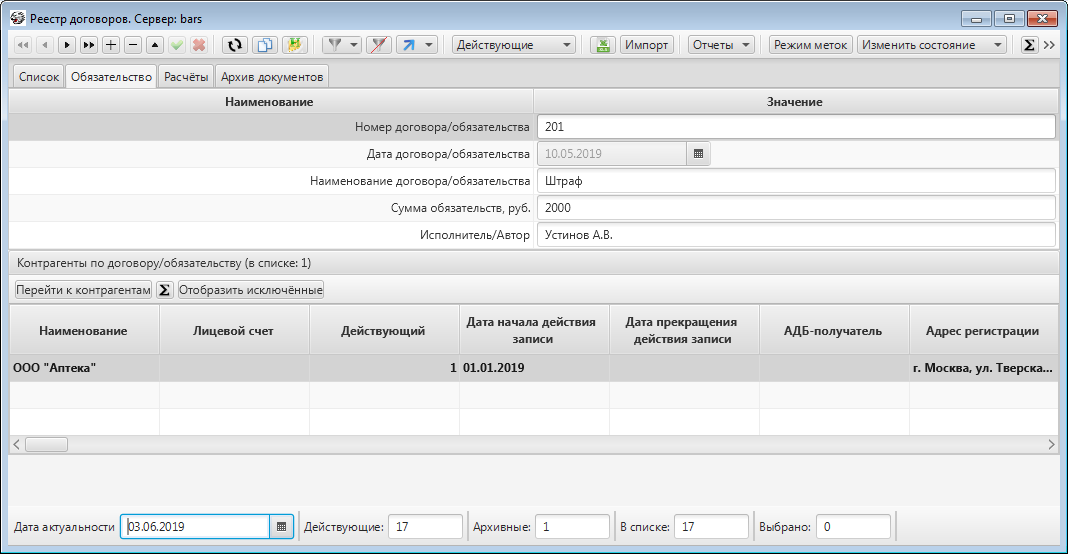 Реестр договоров. Сервер: bars
Действующие Импорт Отчеты Режим меток Изменить состояние Σ
Список Обязательство Расчёты Архив документов
Наименование Значение
Номер договора/обязательства 201
Дата договора/обязательства 10.05.2019
Наименование договора/обязательства Штраф
Сумма обязательств, руб. 2000
Исполнитель/Автор Устинов А.В.
Контрагенты по договору/обязательству (в списке: 1)
Перейти к контрагентам Σ Отобразить исключённые
Наименование Лицевой счет Действующий Дата начала действия записи Дата прекращения действия записи АДБ-получатель Адрес регистрации
ООО "Аптека" 1 01.01.2019 г. Москва, ул. Тверска...
Дата актуальности 03.06.2019 Действующие: 17 Архивные: 1 В списке: 17 Выбрано: 0